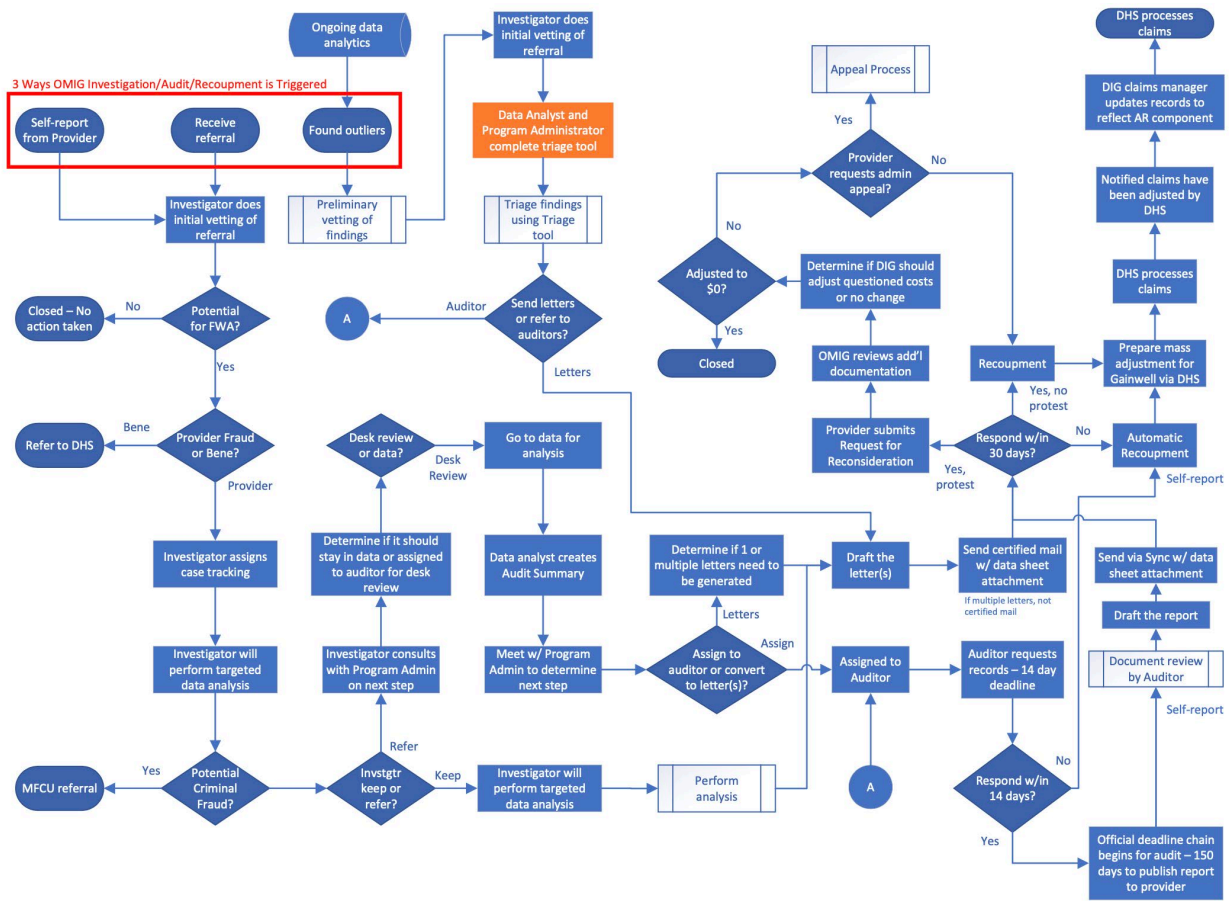 Ongoing data
analytics
Investigator does
initial vetting of
referral
DHS processes
claims
3 Ways OMIG Investigation/Audit/Recoupment is Triggered
Self-report
from Provider
Receive
referral
Found outliers
Data Analyst and
Program Administrator
complete triage tool
Appeal Process
Yes
DIG claims manager
updates records to
reflect AR component
Provider
requests admin
appeal?
No
Investigator does
initial vetting of
referral
Preliminary
vetting of
findings
Triage findings
using Triage
tool
Notified claims have
been adjusted by
DHS
No
Adjusted to
$0?
Determine if DIG should
adjust questioned costs
or no change
DHS processes
claims
Closed – No
action taken
No
Potential
for FWA?
A
Auditor
Send letters
or refer to
auditors?
Yes
Closed
Letters
Yes
OMIG reviews add'l
documentation
Recoupment
Prepare mass
adjustment for
Gainwell via DHS
Yes, no
protest
Refer to DHS
Bene
Provider Fraud
or Bene?
Provider
Desk review
or data?
Desk
Review
Go to data for
analysis
Provider submits
Request for
Reconsideration
Yes,
protest
Respond w/in
30 days?
No
Automatic
Recoupment
Self-report
Investigator assigns
case tracking
Determine if it should
stay in data or assigned
to auditor for desk
review
Data analyst creates
Audit Summary
Determine if 1 or
multiple letters need to
be generated
Draft the
letter(s)
Send certified mail
w/ data sheet
attachment
If multiple letters, not
certified mail
Send via Sync w/ data
sheet attachment
Draft the report
Letters
Investigator will
perform targeted
data analysis
Investigator consults
with Program Admin
on next step
Meet w/ Program
Admin to determine
next step
Assign to
auditor or convert
to letter(s)?
Assign
Assigned to
Auditor
Auditor requests
records – 14 day
deadline
Document review
by Auditor
Self-report
Refer
MFCU referral
Yes
Potential
Criminal
Fraud?
Invstgtr
keep or
refer?
Keep
Investigator will
perform targeted
data analysis
Perform
analysis
A
Respond w/in
14 days?
No
Yes
Official deadline chain
begins for audit – 150
days to publish report
to provider